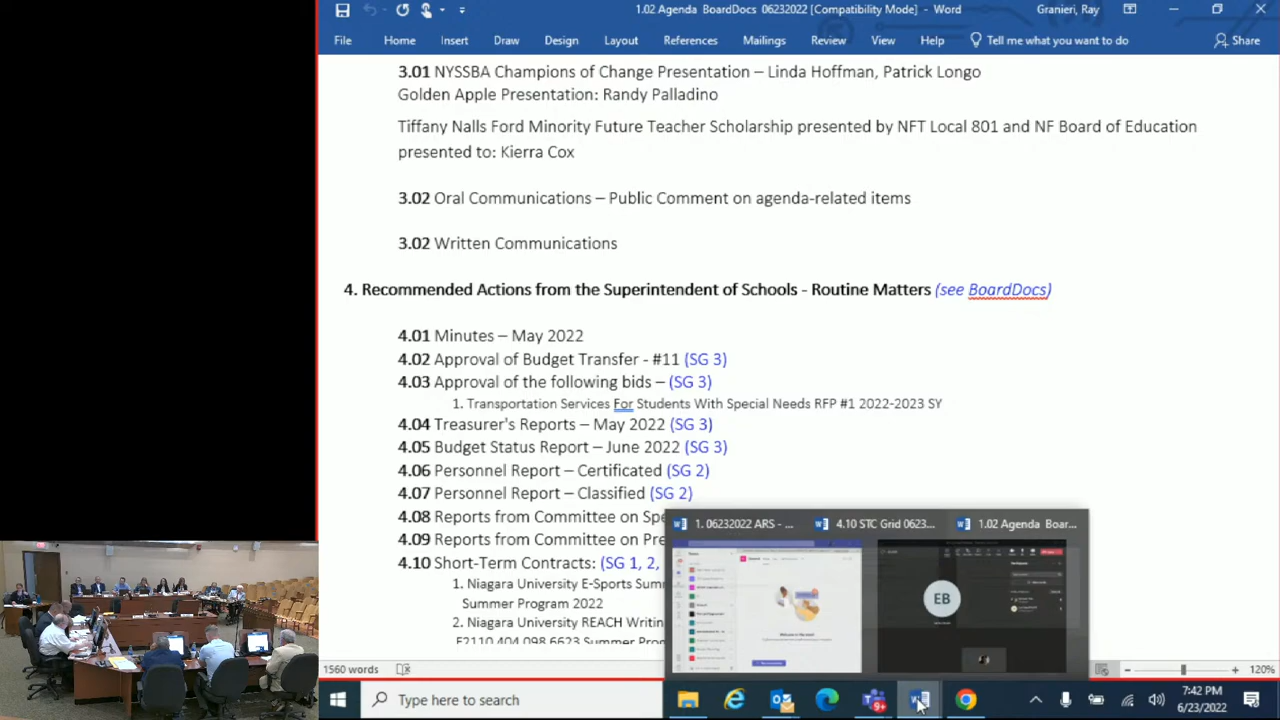 1.02 Agenda BoardDocs 06232022 [Compatibility Mode] - Word
Granieri, Ray
File Home Insert Draw Design Layout References Mailings Review View Help Tell me what you want to do Share
3.01 NYSSBA Champions of Change Presentation – Linda Hoffman, Patrick Longo
Golden Apple Presentation: Randy Palladino
Tiffany Nalls Ford Minority Future Teacher Scholarship presented by NFT Local 801 and NF Board of Education
presented to: Kierra Cox
3.02 Oral Communications – Public Comment on agenda-related items
3.02 Written Communications
4. Recommended Actions from the Superintendent of Schools - Routine Matters (see BoardDocs)
4.01 Minutes – May 2022
4.02 Approval of Budget Transfer - #11 (SG 3)
4.03 Approval of the following bids – (SG 3)
1. Transportation Services For Students With Special Needs RFP #1 2022-2023 SY
4.04 Treasurer's Reports – May 2022 (SG 3)
4.05 Budget Status Report – June 2022 (SG 3)
4.06 Personnel Report – Certificated (SG 2)
4.07 Personnel Report – Classified (SG 2)
4.08 Reports from Committee on Spe
4.09 Reports from Committee on Pre
4.10 Short-Term Contracts: (SG 1, 2,
1. Niagara University E-Sports Sum
Summer Program 2022
2. Niagara University REACH Writin
F2110.404.098.6623 Summer Prog
1. 06232022 ARS - ...
4.10 STC Grid 0623...
1.02 Agenda Boar...
EB
1560 words
120%
Type here to search
7:42 PM
6/23/2022